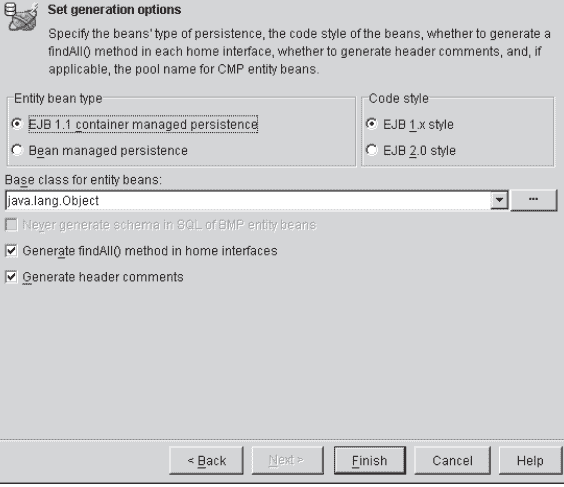 Set generation options
Specify the beans' type of persistence, the code style of the beans, whether to generate a
findAll() method in each home interface, whether to generate header comments, and, if
applicable, the pool name for CMP entity beans.
Entity bean type
EJB 1.1 container managed persistence
Bean managed persistence
Code style
EJB 1.x style
EJB 2.0 style
Base class for entity beans:
java.lang.Object
...
Never generate schema in SQL of BMP entity beans
Generate findAll() method in home interfaces
Generate header comments
< Back
Next >
Finish
Cancel
Help